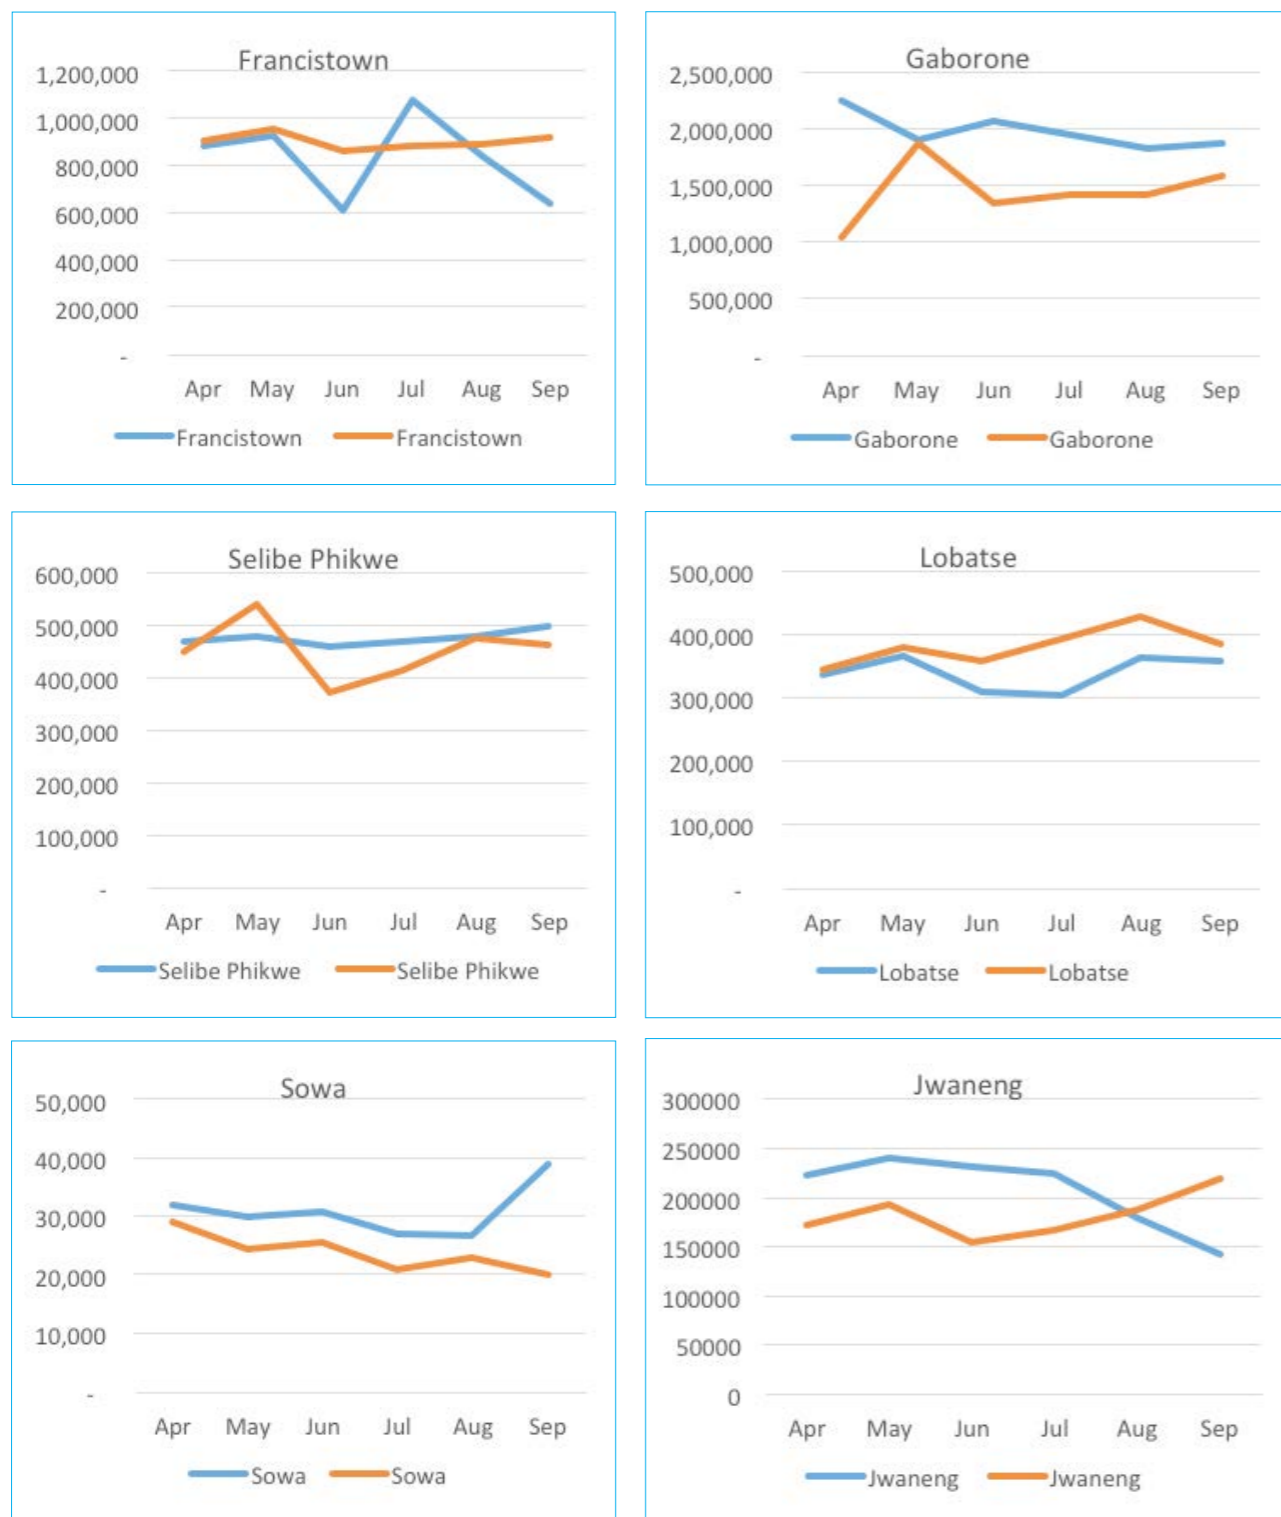 Francistown
1,200,000
1,000,000
800,000
600,000
400,000
200,000
-
Apr May Jun Jul Aug Sep
Francistown Francistown
Gaborone
2,500,000
2,000,000
1,500,000
1,000,000
500,000
-
Apr May Jun Jul Aug Sep
Gaborone Gaborone
Selibe Phikwe
600,000
500,000
400,000
300,000
200,000
100,000
-
Apr May Jun Jul Aug Sep
Selibe Phikwe Selibe Phikwe
Lobatse
500,000
400,000
300,000
200,000
100,000
-
Apr May Jun Jul Aug Sep
Lobatse Lobatse
Sowa
50,000
40,000
30,000
20,000
10,000
-
Apr May Jun Jul Aug Sep
Sowa Sowa
Jwaneng
300000
250000
200000
150000
100000
50000
0
Apr May Jun Jul Aug Sep
Jwaneng Jwaneng